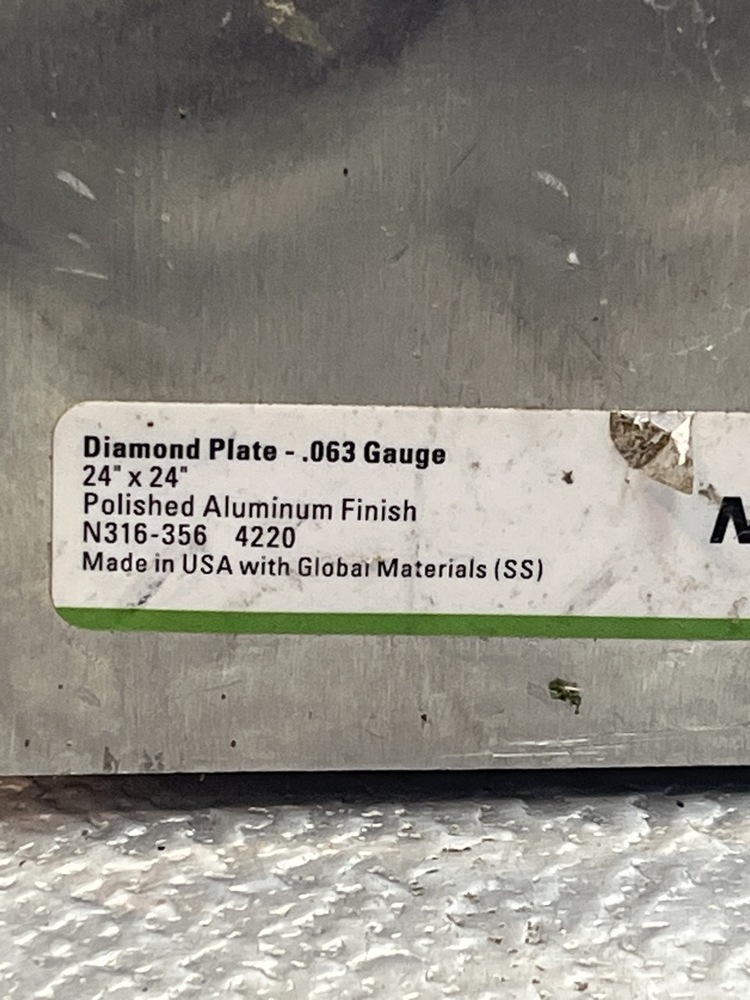 Diamond Plate - .063 Gauge
24" x 24"
Polished Aluminum Finish
N316-356 4220
Made in USA with Global Materials (SS)